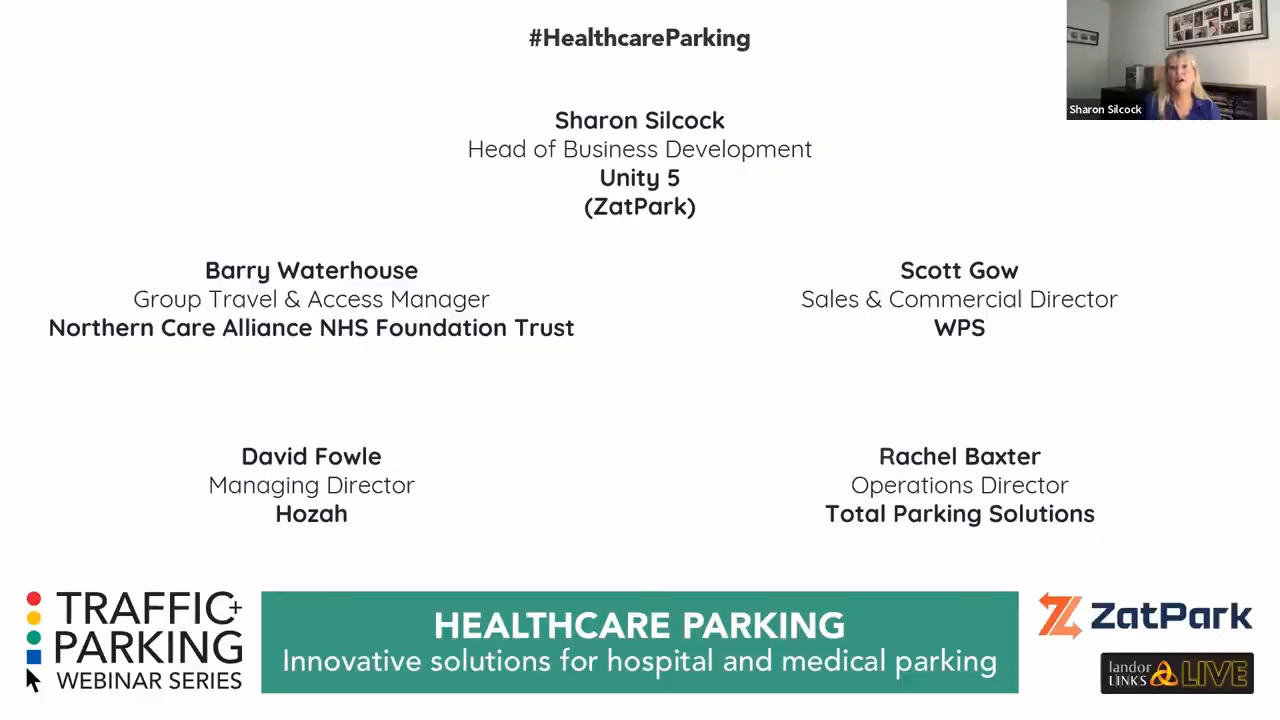 #HealthcareParking
Sharon Silcock
Sharon Silcock
Head of Business Development
Unity 5
(ZatPark)
Barry Waterhouse
Group Travel & Access Manager
Northern Care Alliance NHS Foundation Trust
Scott Gow
Sales & Commercial Director
WPS
David Fowle
Managing Director
Hozah
Rachel Baxter
Operations Director
Total Parking Solutions
TRAFFIC+
PARKING
WEBINAR SERIES
HEALTHCARE PARKING
Innovative solutions for hospital and medical parking
ZatPark
landor
LINKS
LIVE